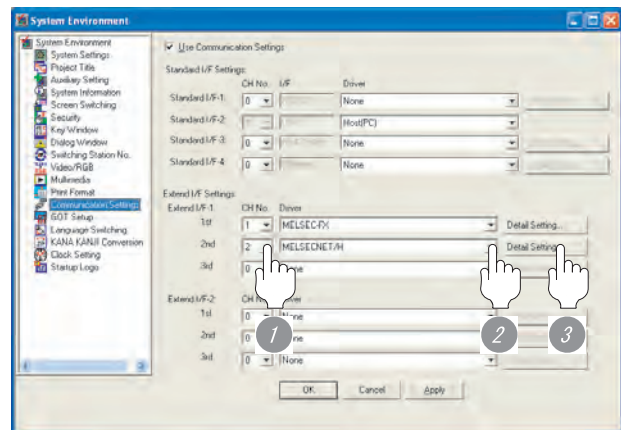 System Environment
System Environment
System Settings
Project Title
Auxiliary Setting
System Information
Screen Switching
Security
Key Window
Dialog Window
Switching Station No.
Video/RGB
Multimedia
Print Format
Communication Settings
GOT Setup
Language Switching
KANA KANJI Conversion
Clock Setting
Startup Logo
Use Communication Settings
Standard I/F Settings
CH No. I/F Driver
Standard I/F-1 0 None
Standard I/F-2 Host(PC)
Standard I/F-3 0 None
Standard I/F-4 0 None
Extend I/F Settings
Extend I/F-1 CH No. Driver
1st 1 MELSEC-FX Detail Setting...
2nd 2 MELSECNET/H Detail Setting
3rd 0 None
Extend I/F-2 CH No. Driver
1st 0 None
2nd 0 None
3rd 0 None
1 2 3
OK Cancel Apply